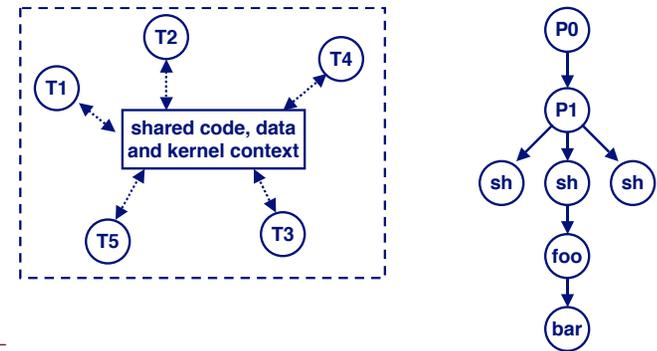 T2
T4
T1
shared code, data
and kernel context
T5
T3
P0
P1
sh
sh
sh
foo
bar